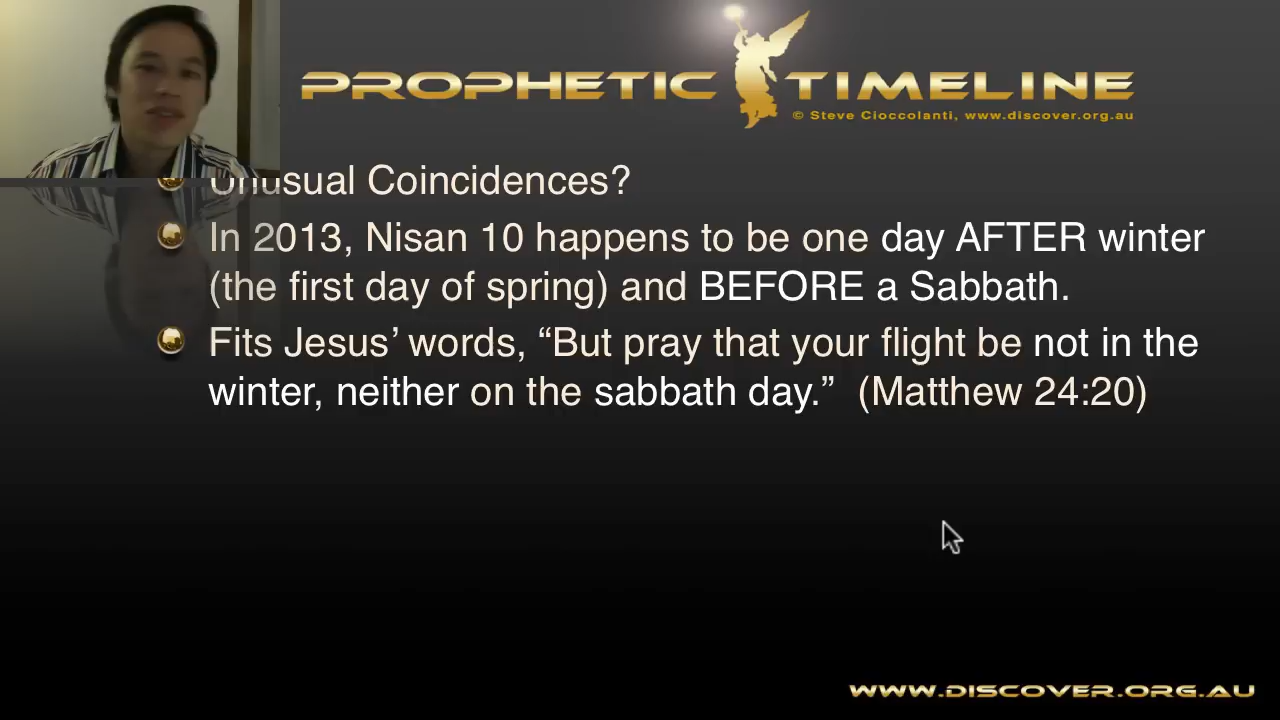 PROPHETIC TIMELINE
© Steve Cioccolanti, www.discover.org.au
Unusual Coincidences?
In 2013, Nisan 10 happens to be one day AFTER winter
(the first day of spring) and BEFORE a Sabbath.
Fits Jesus’ words, “But pray that your flight be not in the
winter, neither on the sabbath day.” (Matthew 24:20)
WWW.DISCOVER.ORG.AU